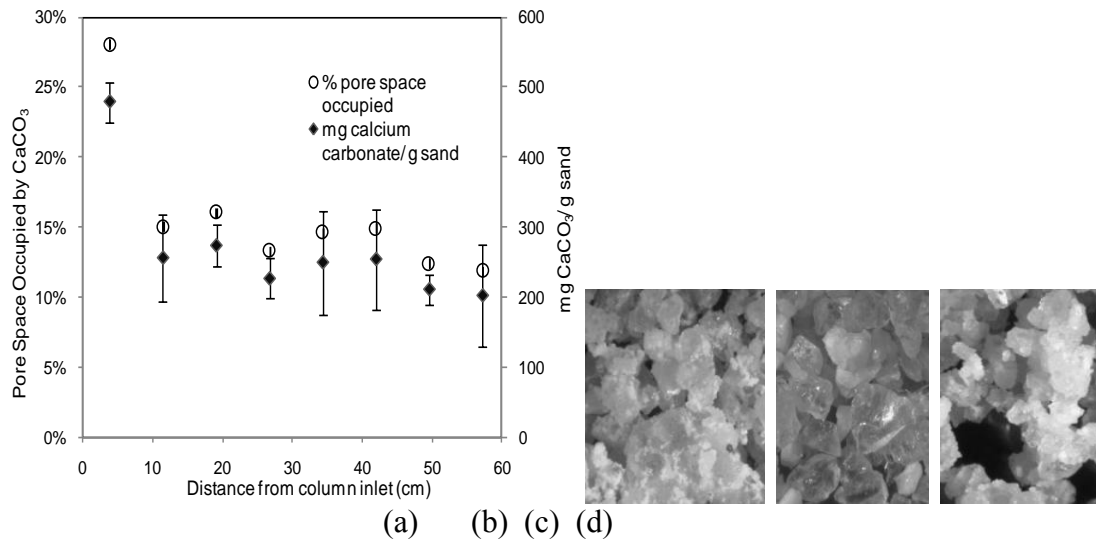 30%
25%
20%
15%
10%
5%
0%
Pore Space Occupied by CaCO3
600
500
400
300
200
100
0
mg CaCO3/ g sand
% pore space
occupied
mg calcium
carbonate/ g sand
0 10 20 30 40 50 60
Distance from column inlet (cm)
(a) (b) (c) (d)